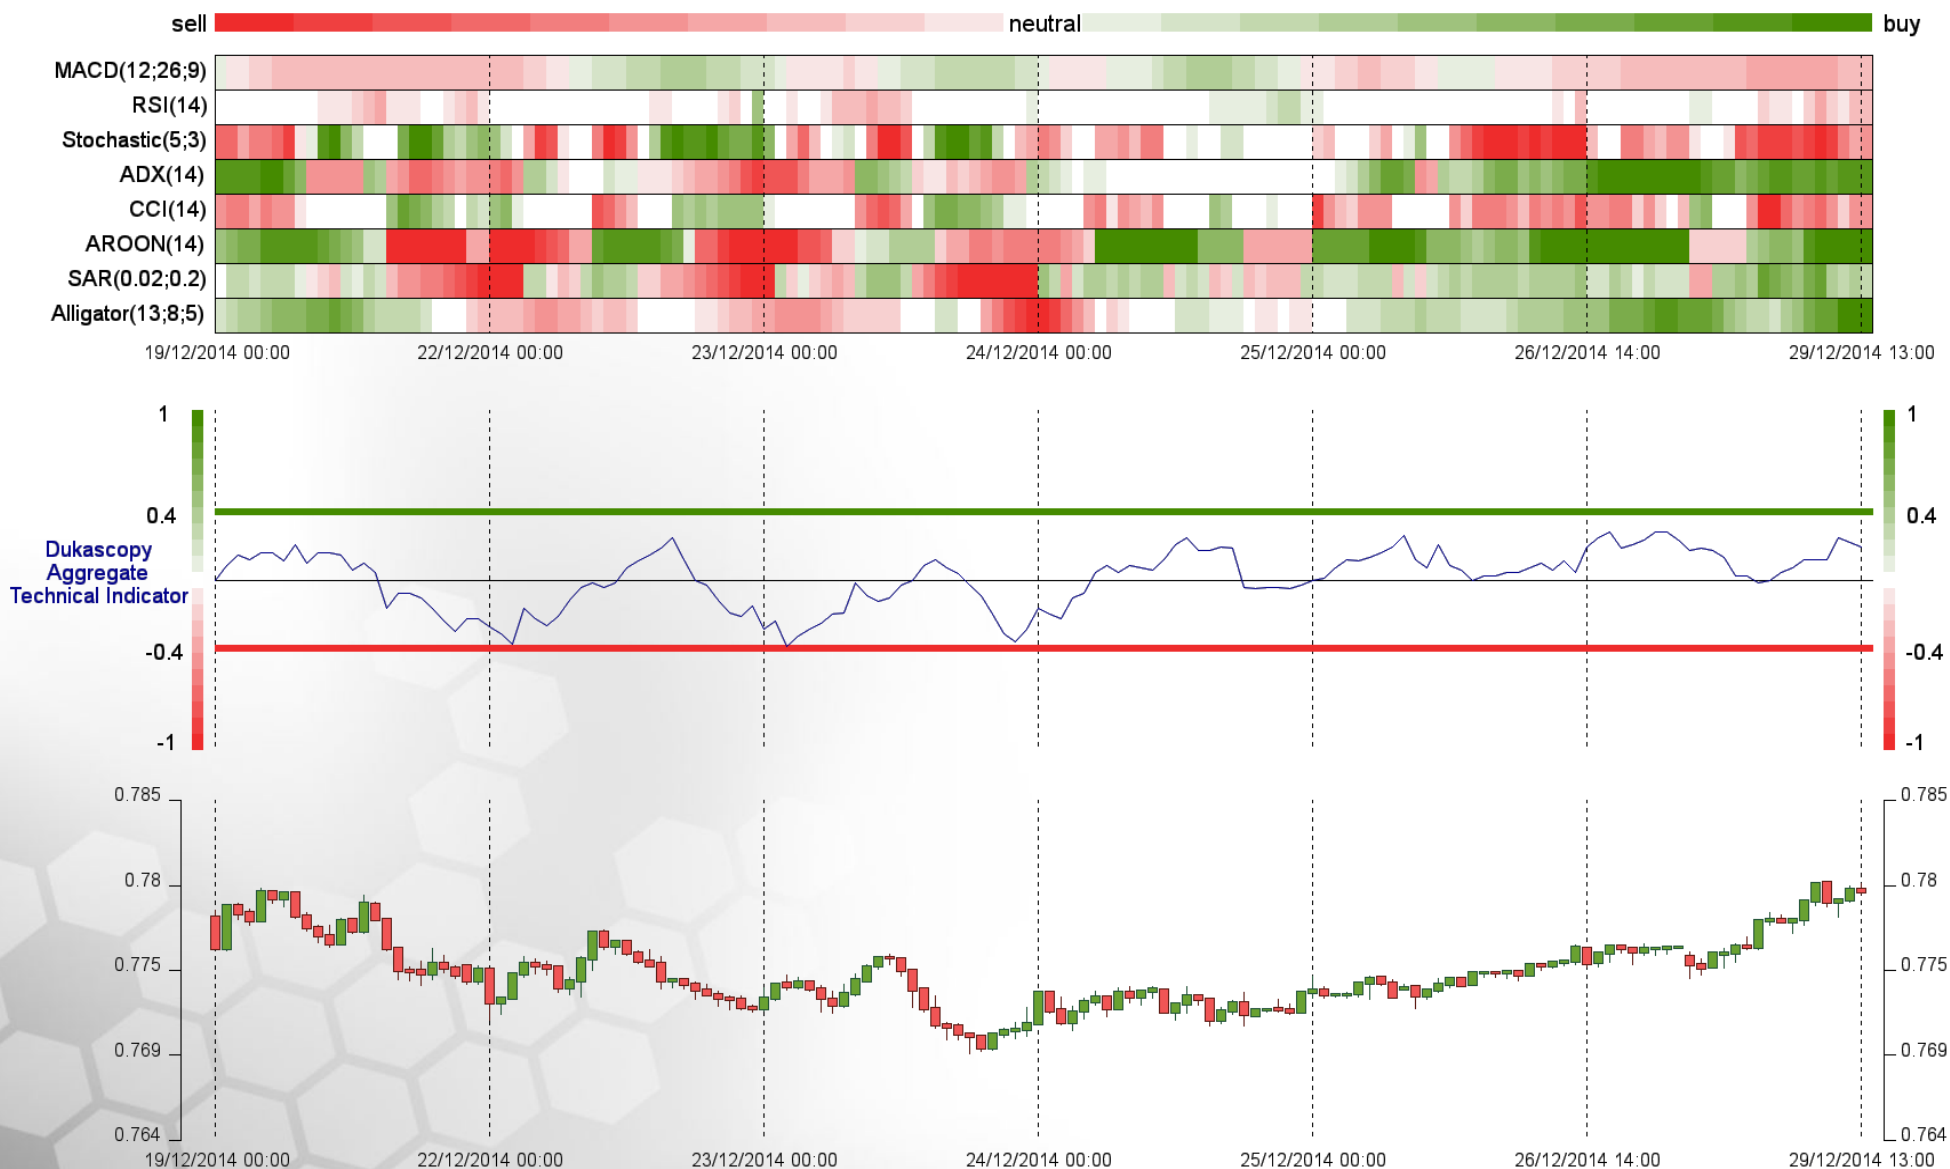 sell neutral buy
MACD(12;26;9)
RSI(14)
Stochastic(5;3)
ADX(14)
CCI(14)
AROON(14)
SAR(0.02;0.2)
Alligator(13;8;5)
19/12/2014 00:00 22/12/2014 00:00 23/12/2014 00:00 24/12/2014 00:00 25/12/2014 00:00 26/12/2014 14:00 29/12/2014 13:00
1 1
0.4 0.4
Dukascopy
Aggregate
Technical Indicator
-0.4 -0.4
-1 -1
0.785 0.785
0.78 0.78
0.775 0.775
0.769 0.769
0.764 0.764
19/12/2014 00:00 22/12/2014 00:00 23/12/2014 00:00 24/12/2014 00:00 25/12/2014 00:00 26/12/2014 14:00 29/12/2014 13:00